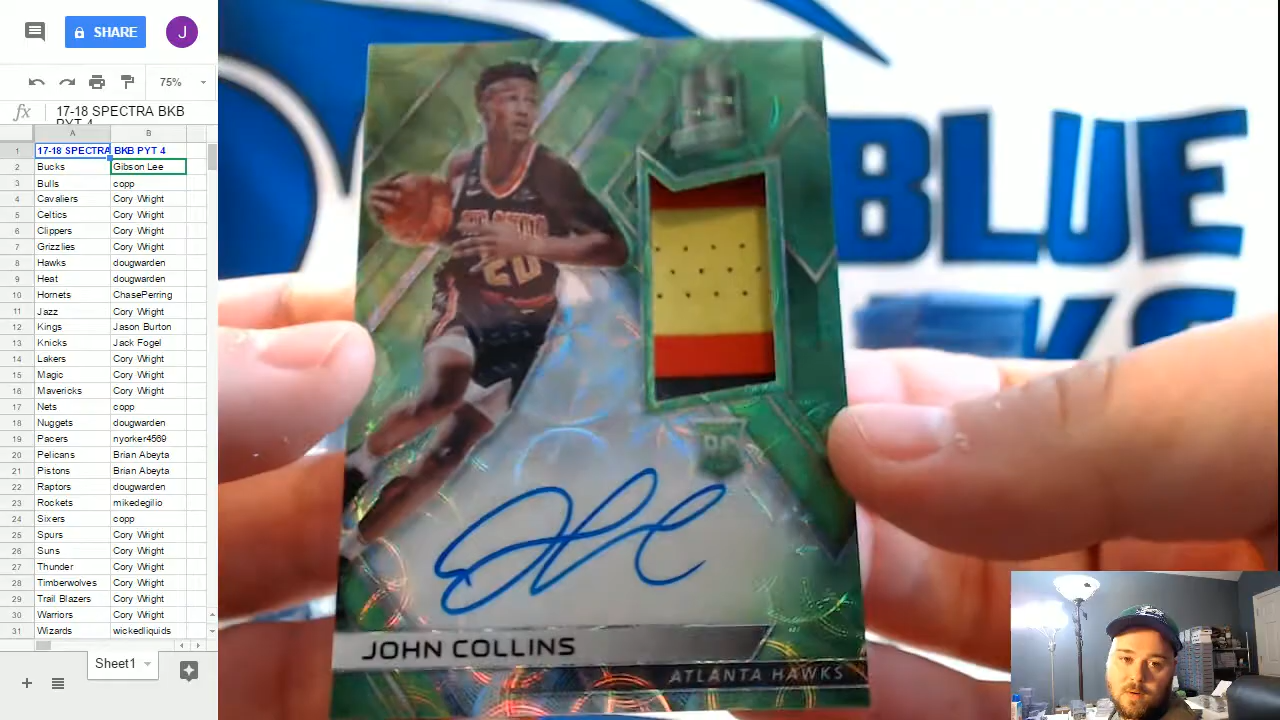 SHARE
J
75%
fx
17-18 SPECTRA BKB
PYT 4
A B
1 17-18 SPECTRA BKB PYT 4
2 Bucks Gibson Lee
3 Bulls copp
4 Cavaliers Cory Wright
5 Celtics Cory Wright
6 Clippers Cory Wright
7 Grizzlies Cory Wright
8 Hawks dougwarden
9 Heat dougwarden
10 Hornets ChasePerring
11 Jazz Cory Wright
12 Kings Jason Burton
13 Knicks Jack Fogel
14 Lakers Cory Wright
15 Magic Cory Wright
16 Mavericks Cory Wright
17 Nets copp
18 Nuggets dougwarden
19 Pacers nyorker4569
20 Pelicans Brian Abeyta
21 Pistons Brian Abeyta
22 Raptors dougwarden
23 Rockets mikedegilio
24 Sixers copp
25 Spurs Cory Wright
26 Suns Cory Wright
27 Thunder Cory Wright
28 Timberwolves Cory Wright
29 Trail Blazers Cory Wright
30 Warriors Cory Wright
31 Wizards wickedliquids
Sheet1
BLUE
ATLANTA
20
RC
JOHN COLLINS
ATLANTA HAWKS